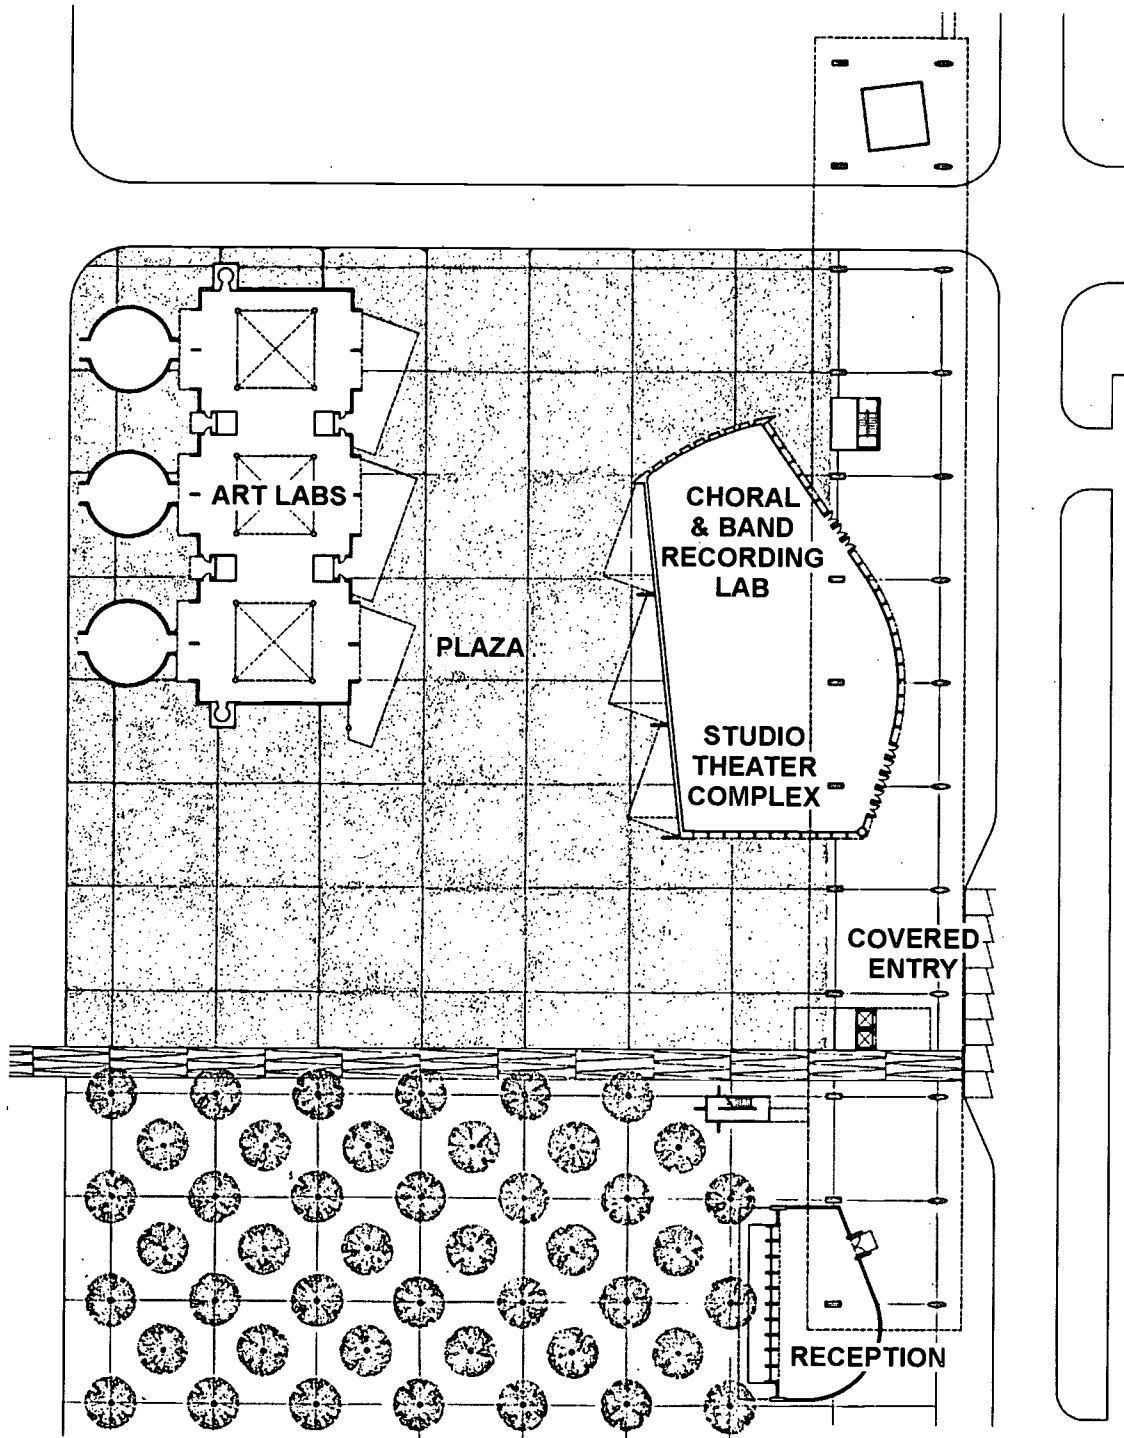 ART LABS
CHORAL
& BAND
RECORDING
LAB
PLAZA
STUDIO
THEATER
COMPLEX
COVERED
ENTRY
RECEPTION